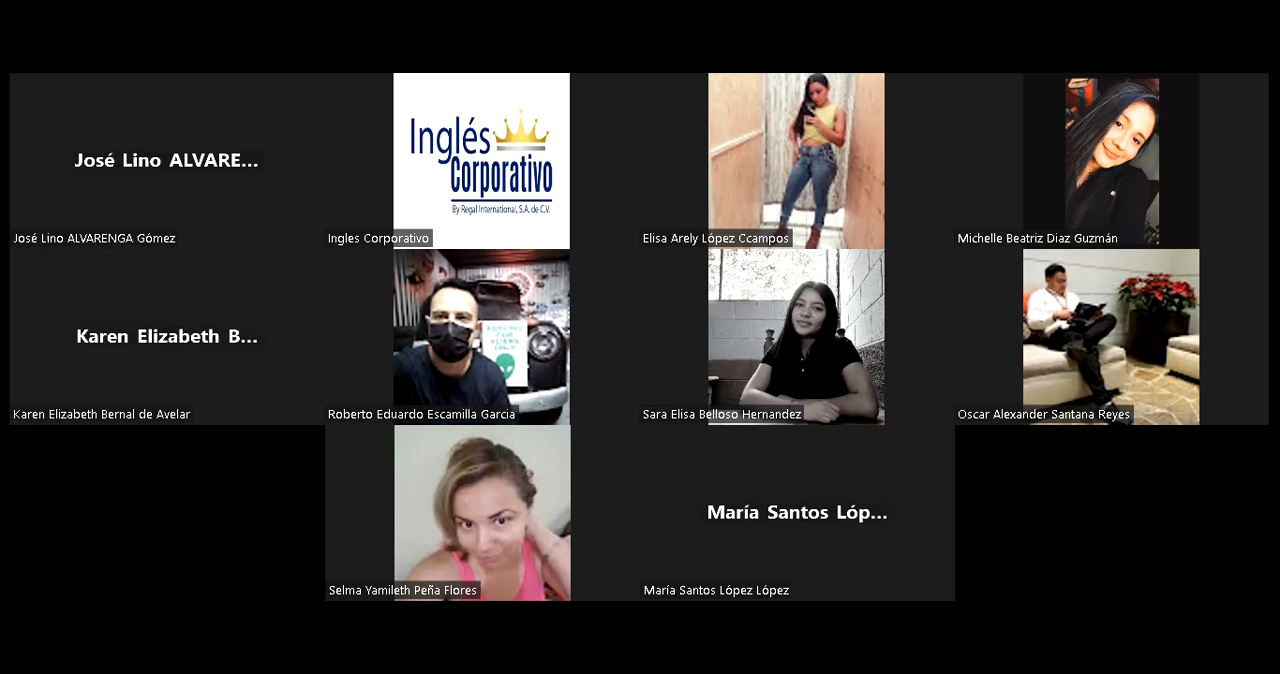 José Lino ALVARE...
José Lino ALVARENGA Gómez
Inglés
Corporativo
By Regal International, S.A. de C.V.
Ingles Corporativo
Elisa Arely López Ccampos
Michelle Beatriz Diaz Guzmán
Karen Elizabeth B...
Karen Elizabeth Bernal de Avelar
Roberto Eduardo Escamilla Garcia
Sara Elisa Belloso Hernandez
Oscar Alexander Santana Reyes
Selma Yamileth Peña Flores
María Santos Lóp...
María Santos López López